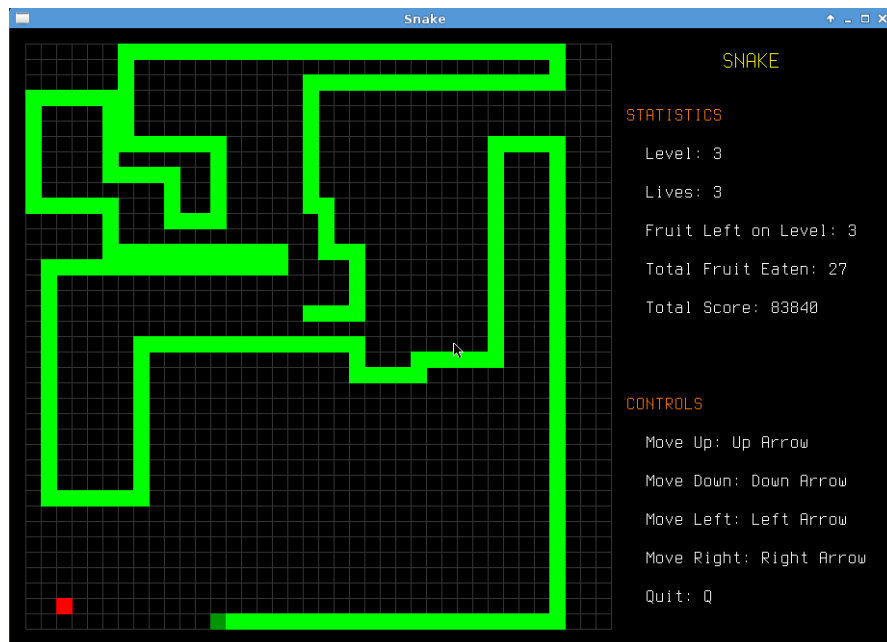 Snake
SNAKE
STATISTICS
Level: 3
Lives: 3
Fruit Left on Level: 3
Total Fruit Eaten: 27
Total Score: 83840
CONTROLS
Move Up: Up Arrow
Move Down: Down Arrow
Move Left: Left Arrow
Move Right: Right Arrow
Quit: Q